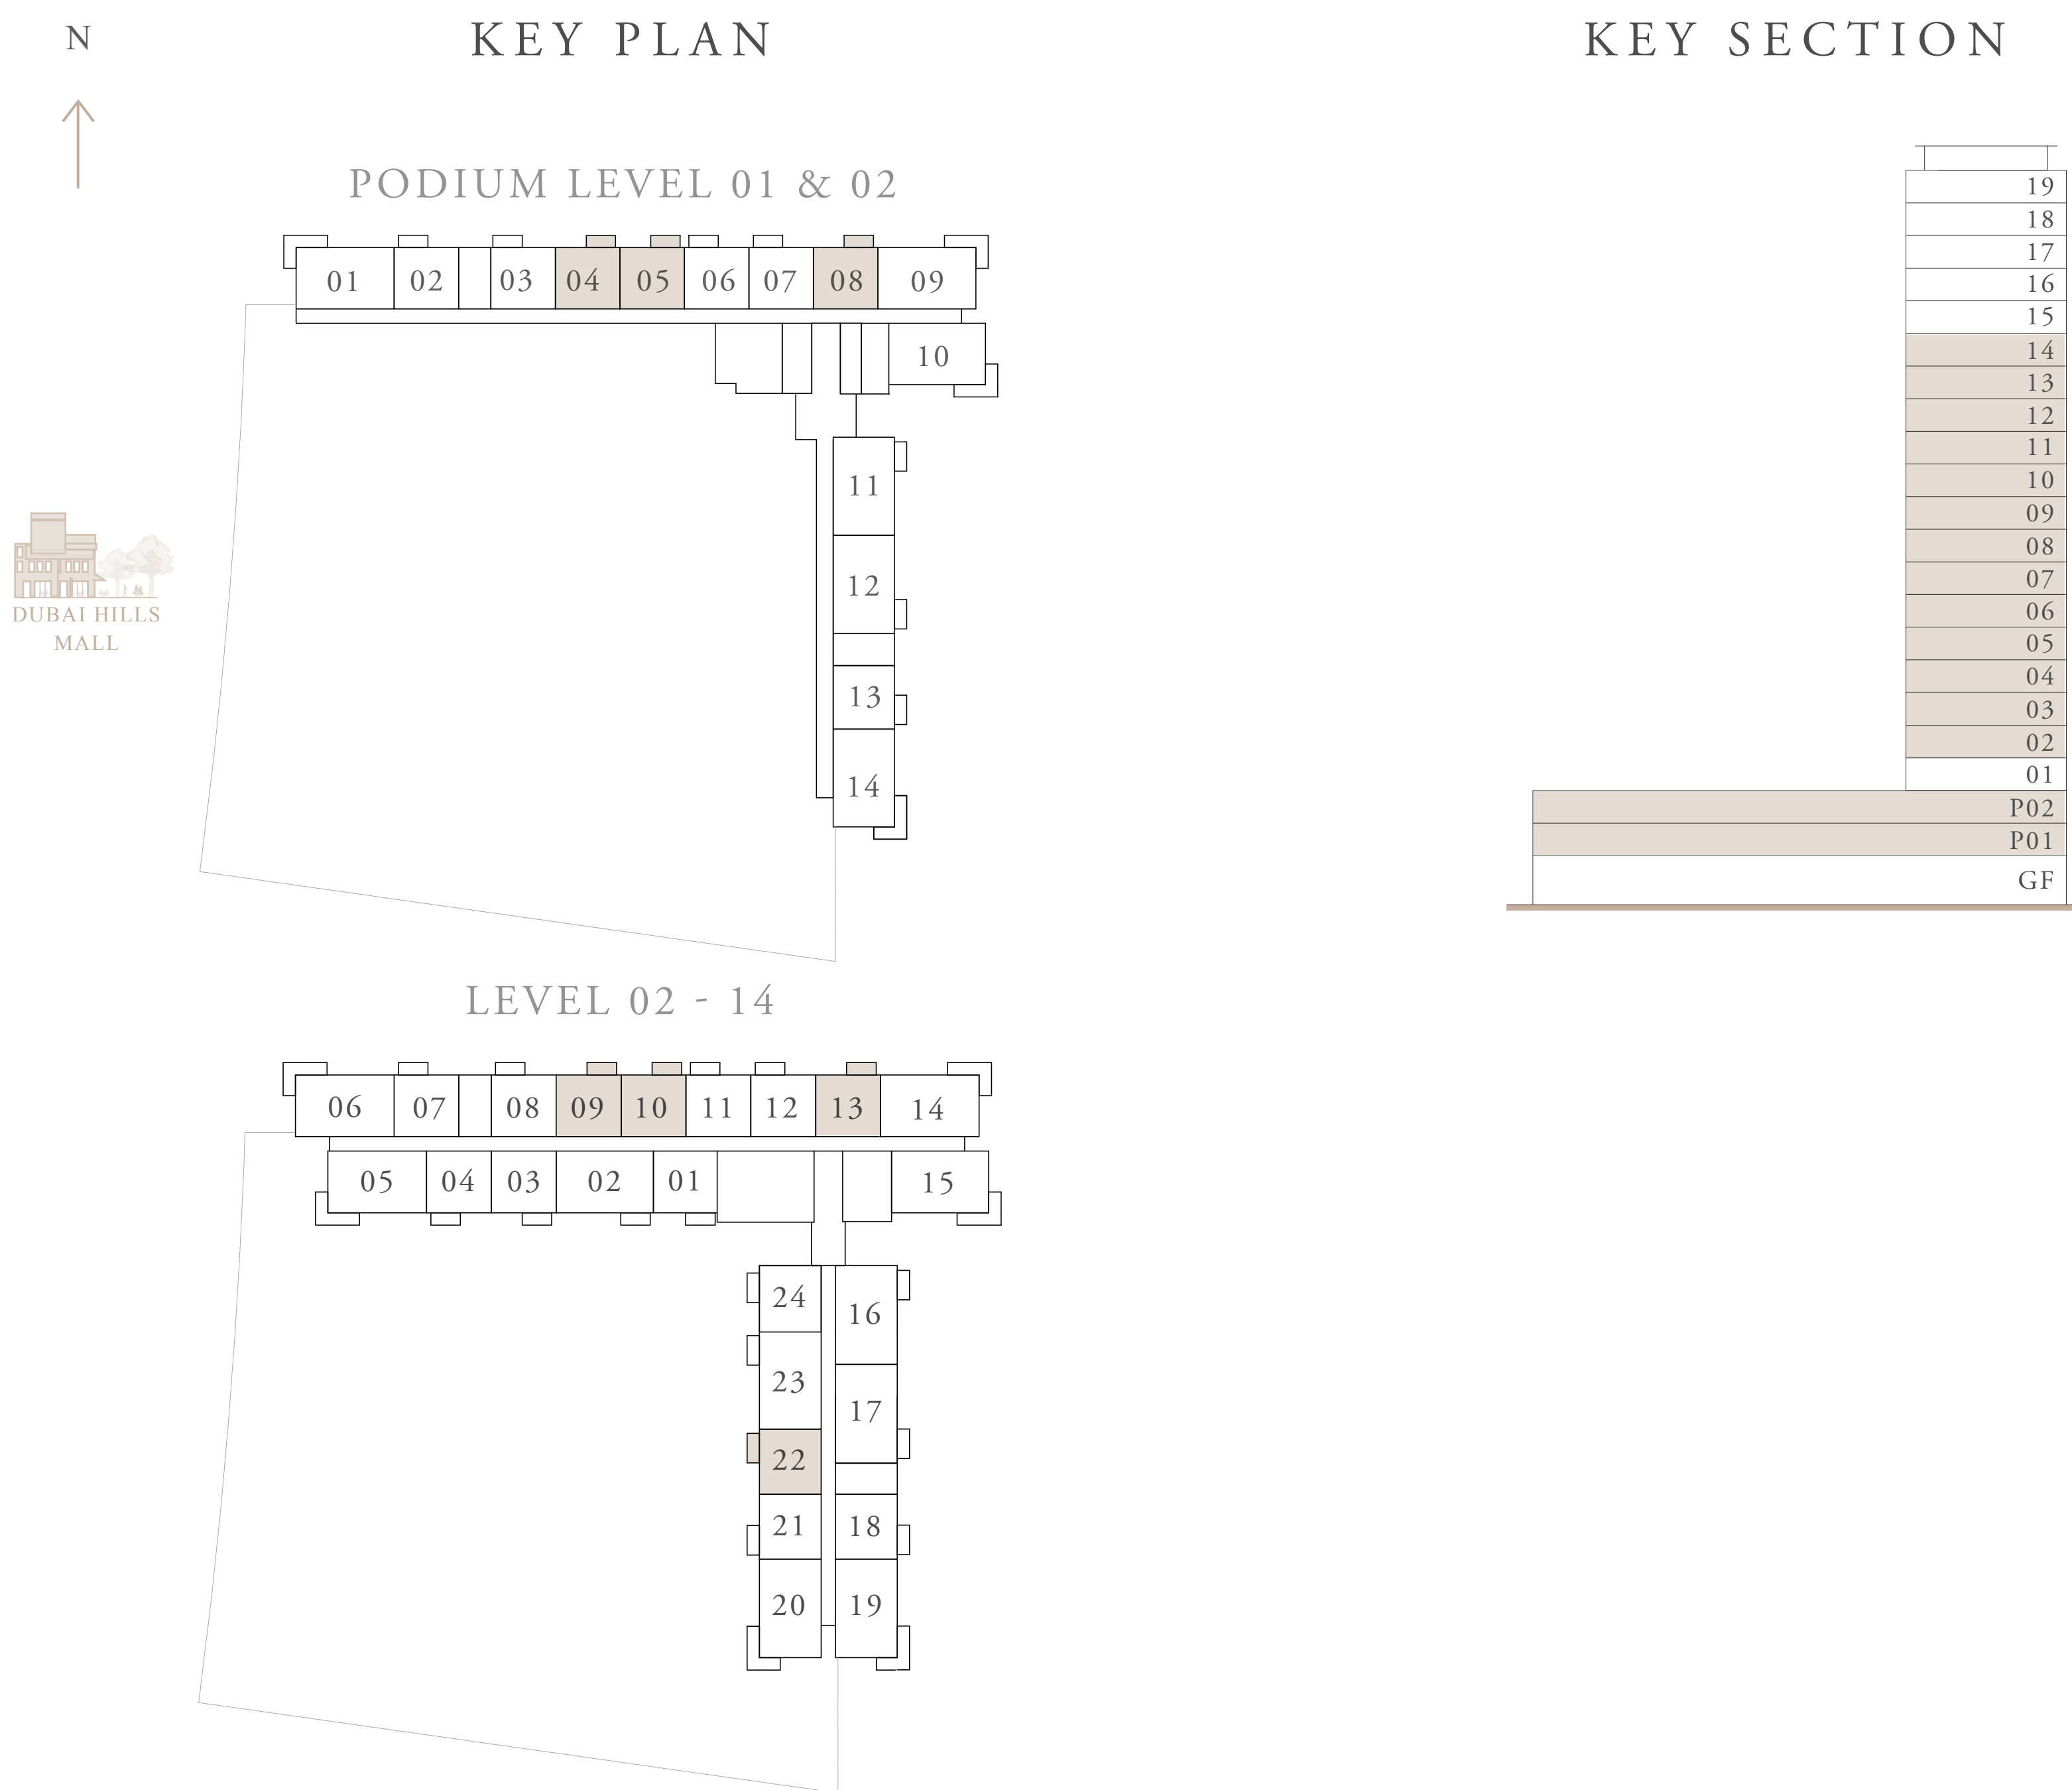 N
KEY PLAN
KEY SECTION
PODIUM LEVEL 01 & 02
01 02 03 04 05 06 07 08 09
10
11
12
13
14
DUBAI HILLS
MALL
19
18
17
16
15
14
13
12
11
10
09
08
07
06
05
04
03
02
01
P02
P01
GF
LEVEL 02 - 14
06 07 08 09 10 11 12 13 14
05 04 03 02 01 15
24 16
23 17
22
21 18
20 19